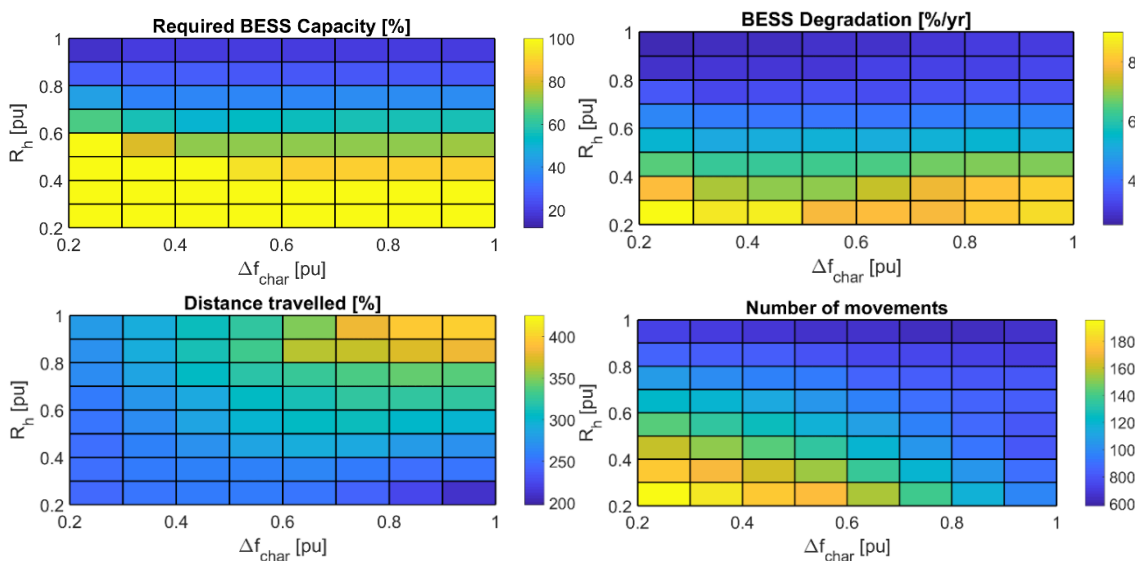 Required BESS Capacity [%]
R_h [pu]
1
0.8
0.6
0.4
0.2
0.2 0.4 0.6 0.8 1
Δf_char [pu]
100
80
60
40
20
BESS Degradation [%/yr]
R_h [pu]
1
0.8
0.6
0.4
0.2
0.2 0.4 0.6 0.8 1
Δf_char [pu]
8
6
4
Distance travelled [%]
R_h [pu]
1
0.8
0.6
0.4
0.2
0.2 0.4 0.6 0.8 1
Δf_char [pu]
400
350
300
250
200
Number of movements
R_h [pu]
1
0.8
0.6
0.4
0.2
0.2 0.4 0.6 0.8 1
Δf_char [pu]
180
160
140
120
100
800
600